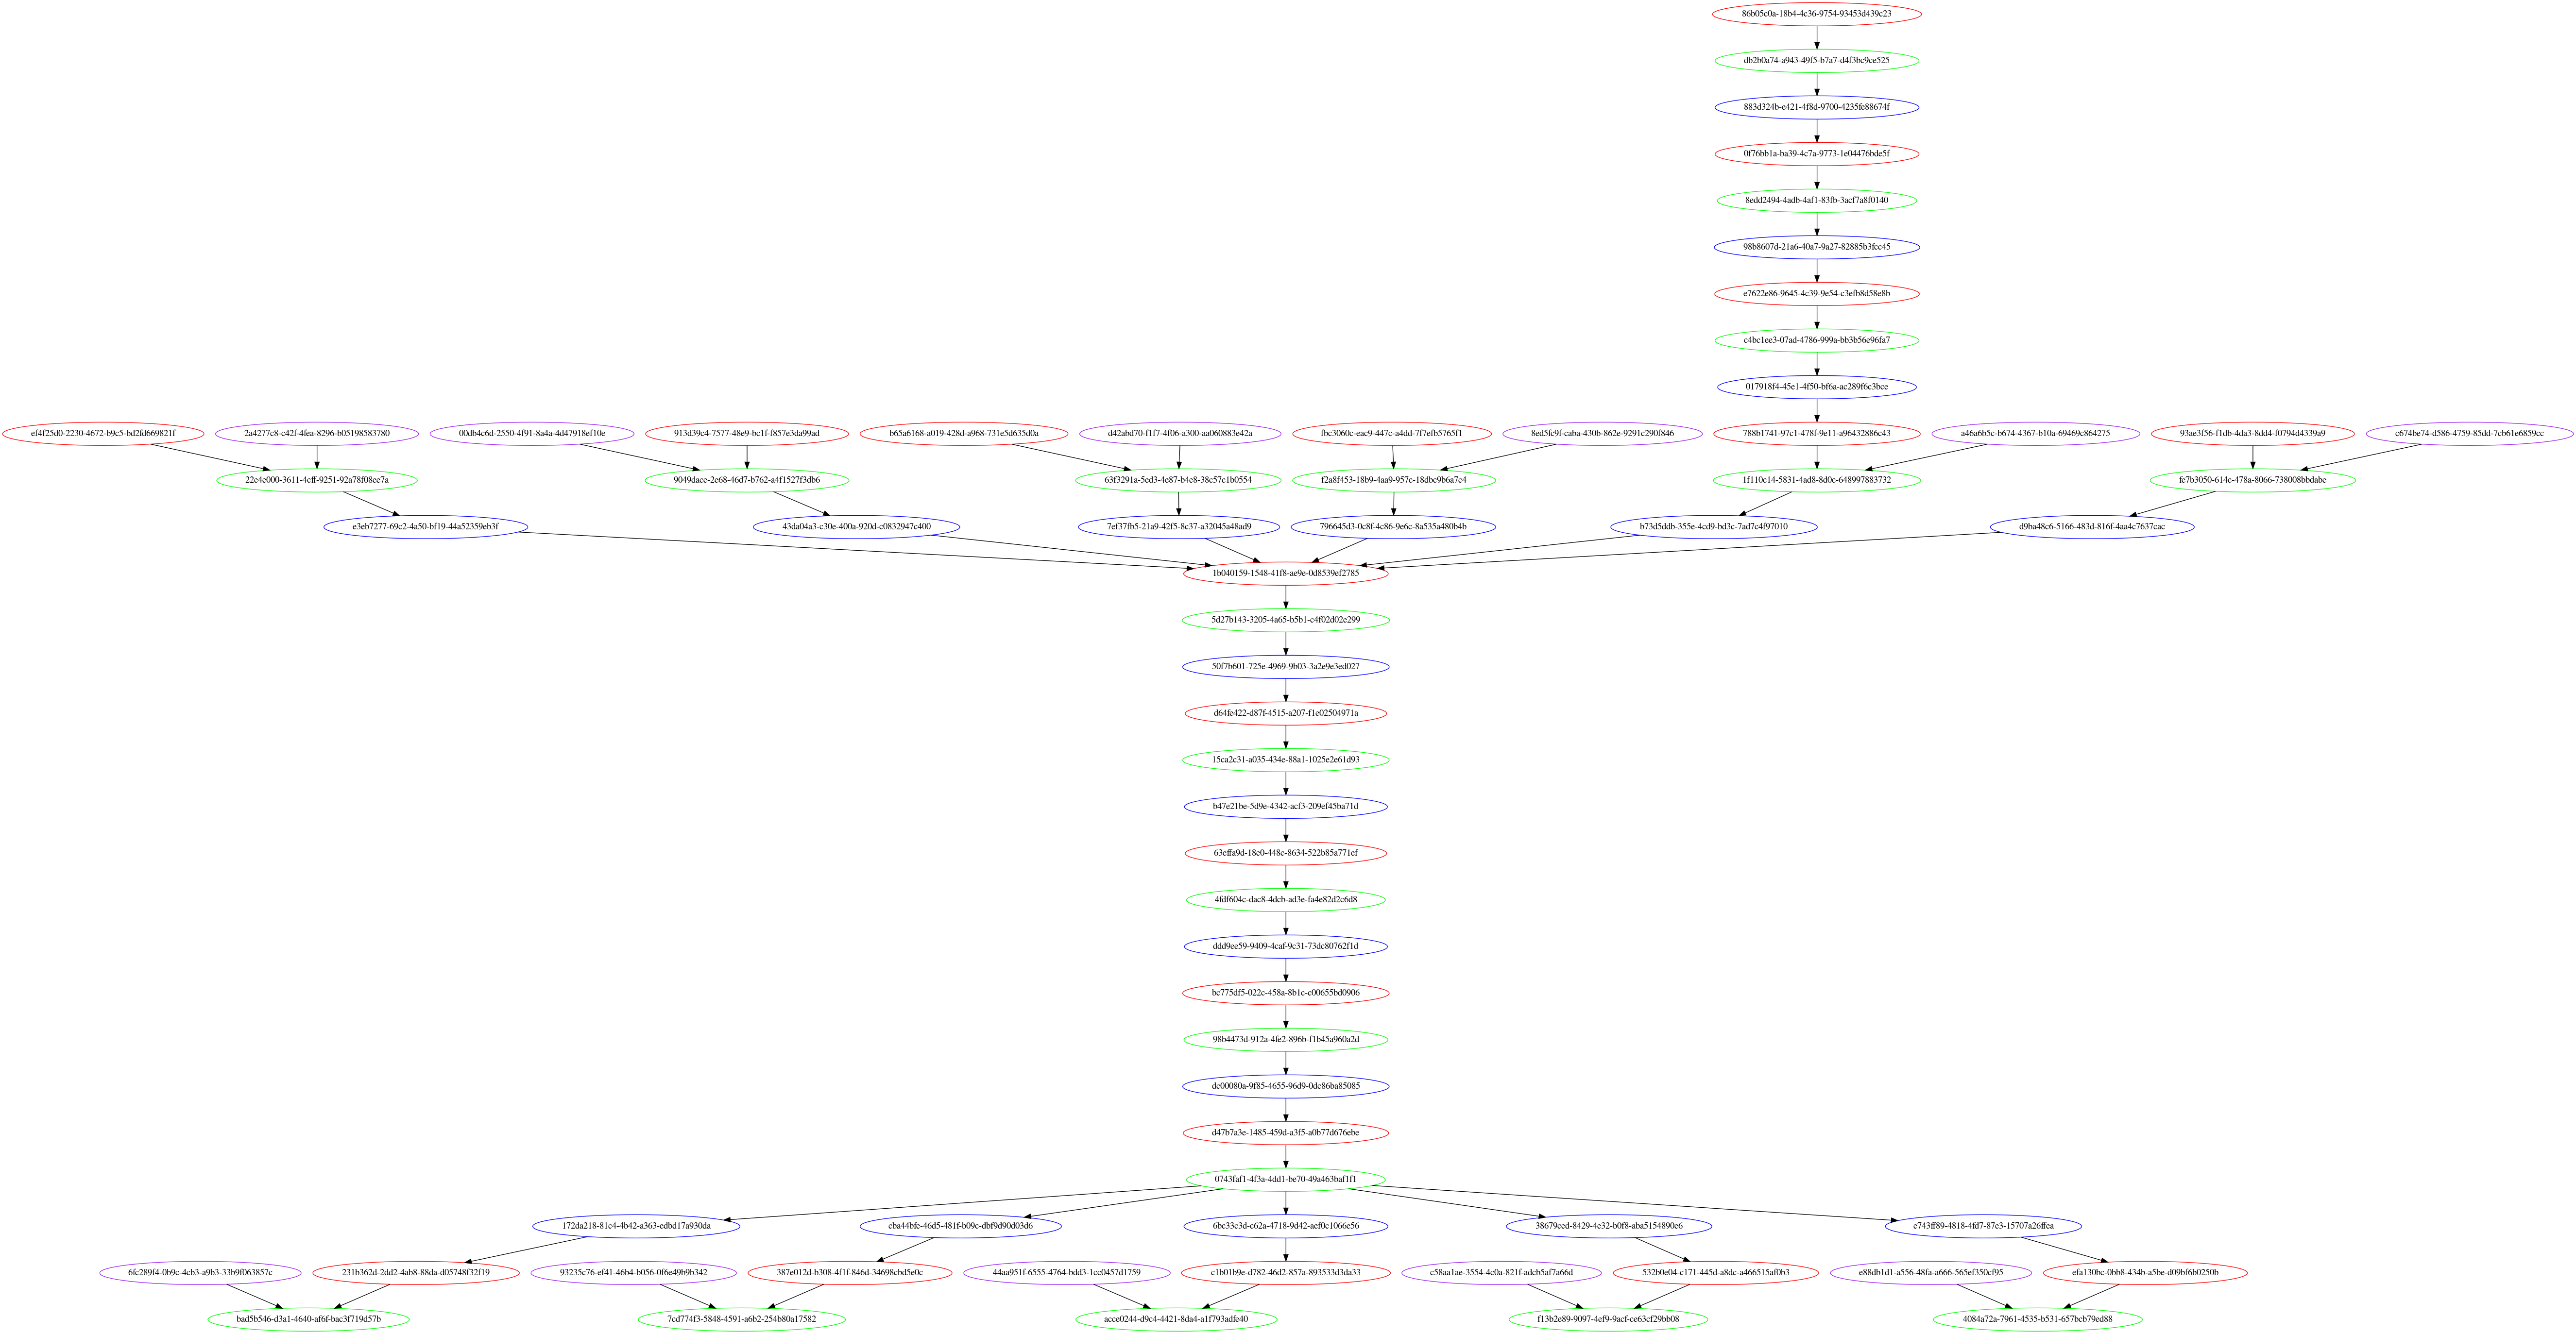 86b05c0a-18b4-4c36-9754-93453d439c23
db2b0a74-a943-49f5-b7a7-d4f3bc9ce525
883d324b-e421-4f8d-9700-4235fe88674f
0f76bb1a-ba39-4c7a-9773-1e04476bde5f
8edd2494-4adb-4af1-83fb-3acf7a8f0140
98b8607d-21a6-40a7-9a27-82885b3fcc45
e7622e86-9645-4c39-9e54-c3efb8d58e8b
c4bc1ee3-07ad-4786-999a-bb3b56e96fa7
017918f4-45e1-4f50-bf6a-ac289f6c3bce
ef4f25d0-2230-4672-b9c5-bd2fd669821f
2a4277c8-c42f-4fea-8296-b05198583780
00db4c6d-2550-4f91-8a4a-4d47918ef10e
913d39c4-7577-48e9-bc1f-f857e3da99ad
b65a6168-a019-428d-a968-731e5d635d0a
d42abd70-f1f7-4f06-a300-aa060883e42a
fbc3060c-eac9-447c-a4dd-7f7efb5765f1
8ed5fc9f-caba-430b-862e-9291c290f846
788b1741-97c1-478f-9e11-a96432886c43
a46a6b5c-b674-4367-b10a-69469c864275
93ae3f56-f1db-4da3-8dd4-f0794d4339a9
c674be74-d586-4759-85dd-7cb61e6859cc
22e4e000-3611-4cff-9251-92a78f08ee7a
9049dace-2e68-46d7-b762-a4f1527f3db6
63f3291a-5ed3-4e87-b4e8-38c57c1b0554
f2a8f453-18b9-4aa9-957c-18dbc9b6a7c4
1f110c14-5831-4ad8-8d0c-648997883732
fe7b3050-614c-478a-8066-738008bbdabe
e3eb7277-69c2-4a50-bf19-44a52359eb3f
43da04a3-c30e-400a-920d-c0832947c400
7ef37fb5-21a9-42f5-8c37-a32045a48ad9
796645d3-0c8f-4c86-9e6c-8a535a480b4b
b73d5ddb-355e-4cd9-bd3c-7ad7c4f97010
d9ba48c6-5166-483d-816f-4aa4c7637cac
1b040159-1548-41f8-ae9e-0d8539ef2785
5d27b143-3205-4a65-b5b1-c4f02d02e299
50f7b601-725e-4969-9b03-3a2e9e3ed027
d64fe422-d87f-4515-a207-f1e02504971a
15ca2c31-a035-434e-88a1-1025e2e61d93
b47e21be-5d9e-4342-acf3-209ef45ba71d
63effa9d-18e0-448c-8634-522b85a771ef
4fdf604c-dac8-4dcb-ad3e-fa4e82d2c6d8
ddd9ee59-9409-4caf-9c31-73dc80762f1d
bc775df5-022c-458a-8b1c-c00655bd0906
98b4473d-912a-4fe2-896b-f1b45a960a2d
dc00080a-9f85-4655-96d9-0dc86ba85085
d47b7a3e-1485-459d-a3f5-a0b77d676ebe
0743faf1-4f3a-4dd1-be70-49a463baf1f1
172da218-81c4-4b42-a363-edbd17a930da
cba44bfe-46d5-481f-b09c-dbf9d90d03d6
6bc33c3d-c62a-4718-9d42-aef0c1066e56
38679ced-8429-4e32-b0f8-aba5154890e6
e743ff89-4818-4fd7-87e3-15707a26ffea
6fc289f4-0b9c-4cb3-a9b3-33b9f063857c
231b362d-2dd2-4ab8-88da-d05748f32f19
93235c76-ef41-46b4-b056-0f6e49b9b342
387e012d-b308-4f1f-846d-34698cbd5e0c
44aa951f-6555-4764-bdd3-1cc0457d1759
c1b01b9e-d782-46d2-857a-893533d3da33
c58aa1ae-3554-4c0a-821f-adcb5af7a66d
532b0e04-c171-445d-a8dc-a466515af0b3
e88db1d1-a556-48fa-a666-565ef350cf95
efa130bc-0bb8-434b-a5be-d09bf6b0250b
bad5b546-d3a1-4640-af6f-bac3f719d57b
7cd774f3-5848-4591-a6b2-254b80a17582
acce0244-d9c4-4421-8da4-a1f793adfe40
f13b2e89-9097-4ef9-9acf-ce63cf29bb08
4084a72a-7961-4535-b531-657bcb79ed88